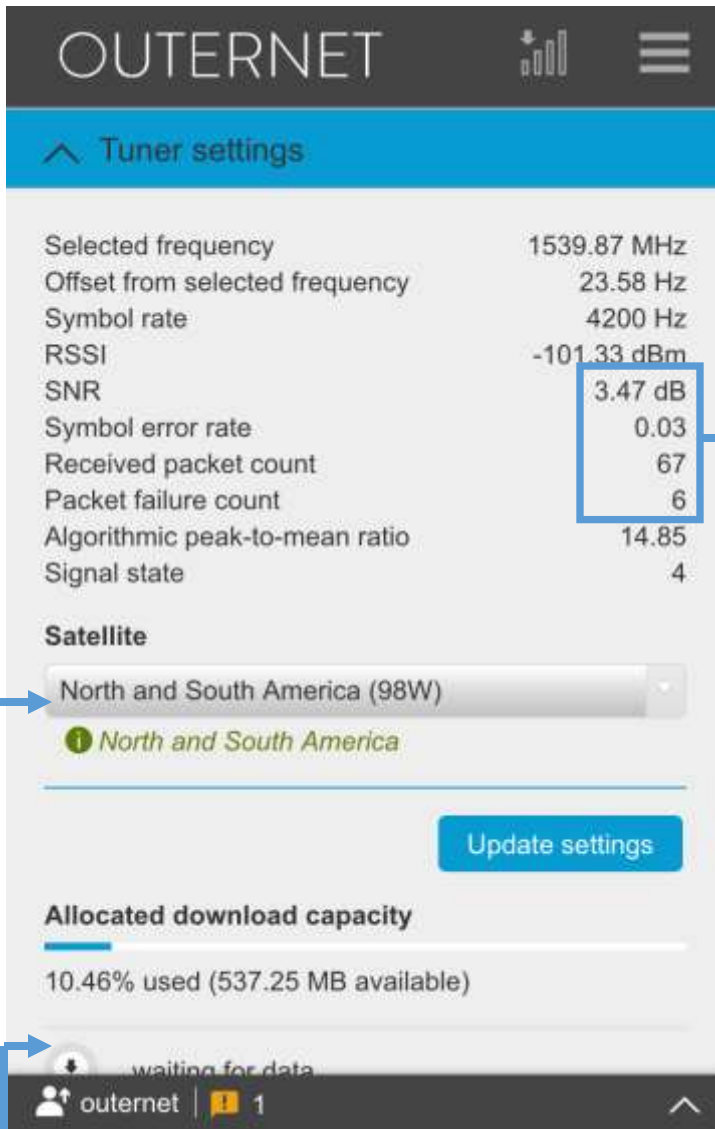 OUTERNET
Tuner settings
Selected frequency 1539.87 MHz
Offset from selected frequency 23.58 Hz
Symbol rate 4200 Hz
RSSI -101.33 dBm
SNR 3.47 dB
Symbol error rate 0.03
Received packet count 67
Packet failure count 6
Algorithmic peak-to-mean ratio 14.85
Signal state 4
Satellite
North and South America (98W)
North and South America
Update settings
Allocated download capacity
10.46% used (537.25 MB available)
waiting for data
outernet | 1